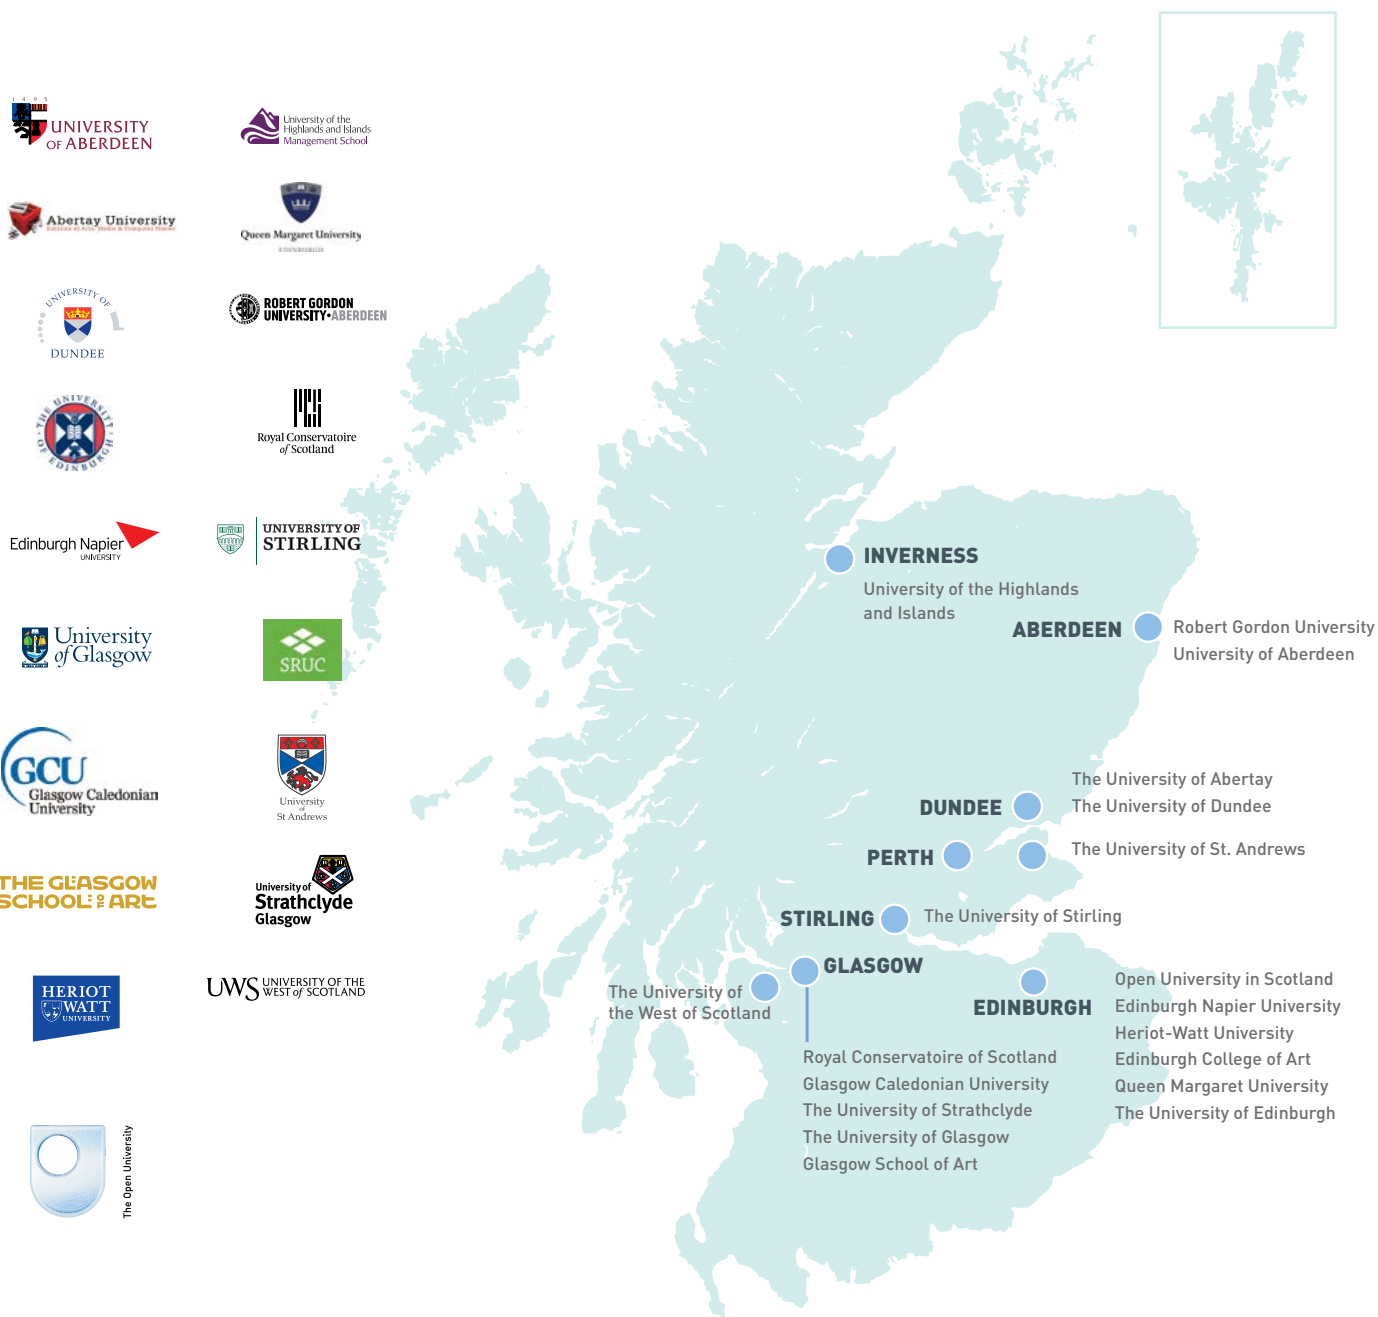 1495
UNIVERSITY
OF ABERDEEN
University of the
Highlands and Islands
Management School
Abertay University
Queen Margaret University
EDINBURGH
UNIVERSITY OF
DUNDEE
ROBERT GORDON
UNIVERSITY•ABERDEEN
THE UNIVERSITY OF EDINBURGH
Royal Conservatoire
of Scotland
Edinburgh Napier
UNIVERSITY
UNIVERSITY OF
STIRLING
University
of Glasgow
SRUC
GCU
Glasgow Caledonian
University
University
of
St Andrews
THE GLASGOW
SCHOOL OF ART
University of
Strathclyde
Glasgow
HERIOT
WATT
UNIVERSITY
UWS UNIVERSITY OF THE
WEST of SCOTLAND
The Open University
INVERNESS
University of the Highlands
and Islands
ABERDEEN
Robert Gordon University
University of Aberdeen
DUNDEE
The University of Abertay
The University of Dundee
PERTH
The University of St. Andrews
STIRLING
The University of Stirling
GLASGOW
The University of
the West of Scotland
Royal Conservatoire of Scotland
Glasgow Caledonian University
The University of Strathclyde
The University of Glasgow
Glasgow School of Art
EDINBURGH
Open University in Scotland
Edinburgh Napier University
Heriot-Watt University
Edinburgh College of Art
Queen Margaret University
The University of Edinburgh